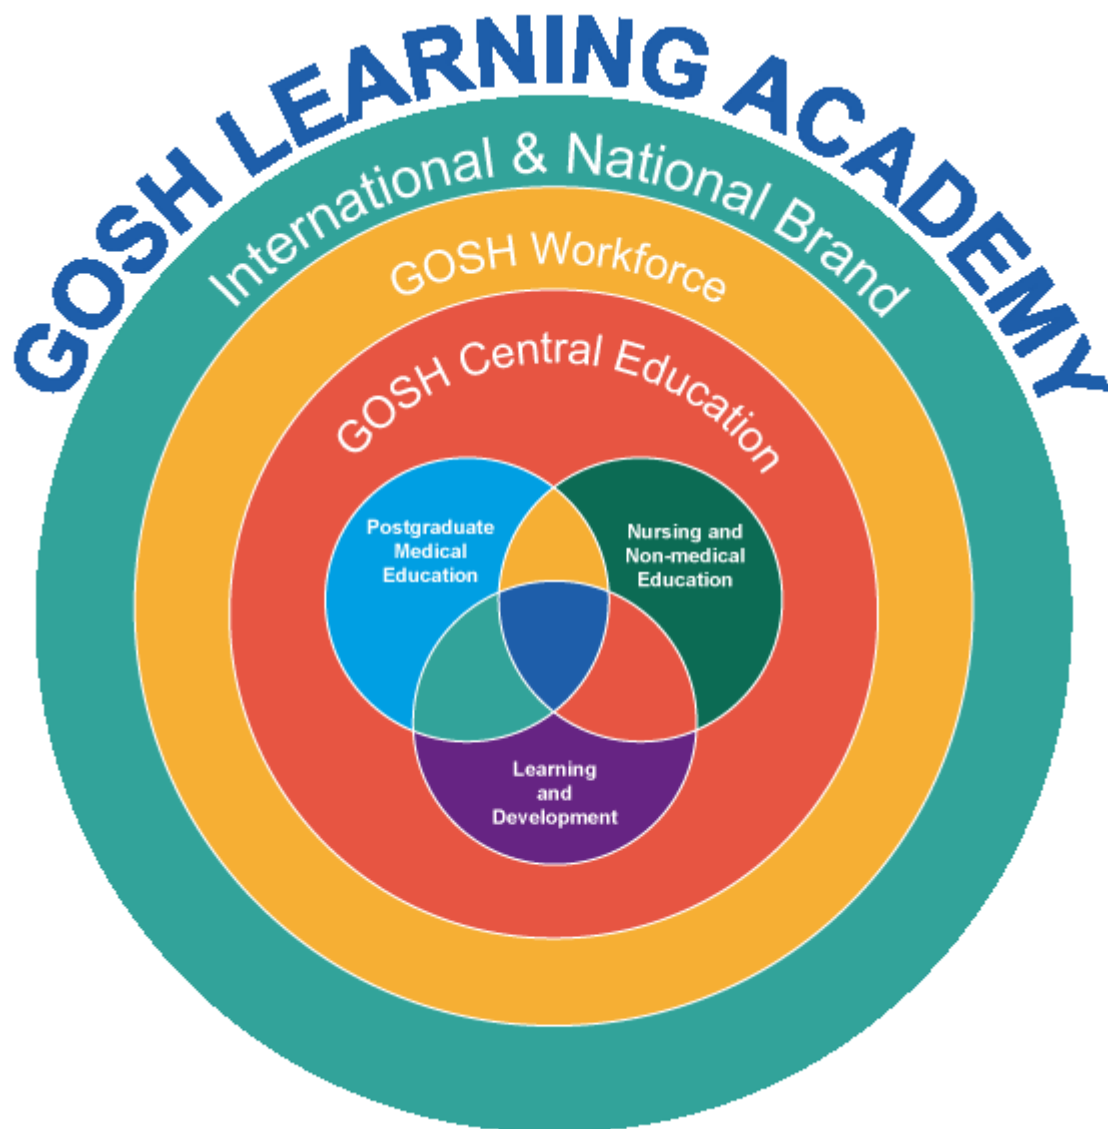 GOSH LEARNING ACADEMY
International & National Brand
GOSH Workforce
GOSH Central Education
Postgraduate
Medical
Education
Nursing and
Non-medical
Education
Learning
and
Development